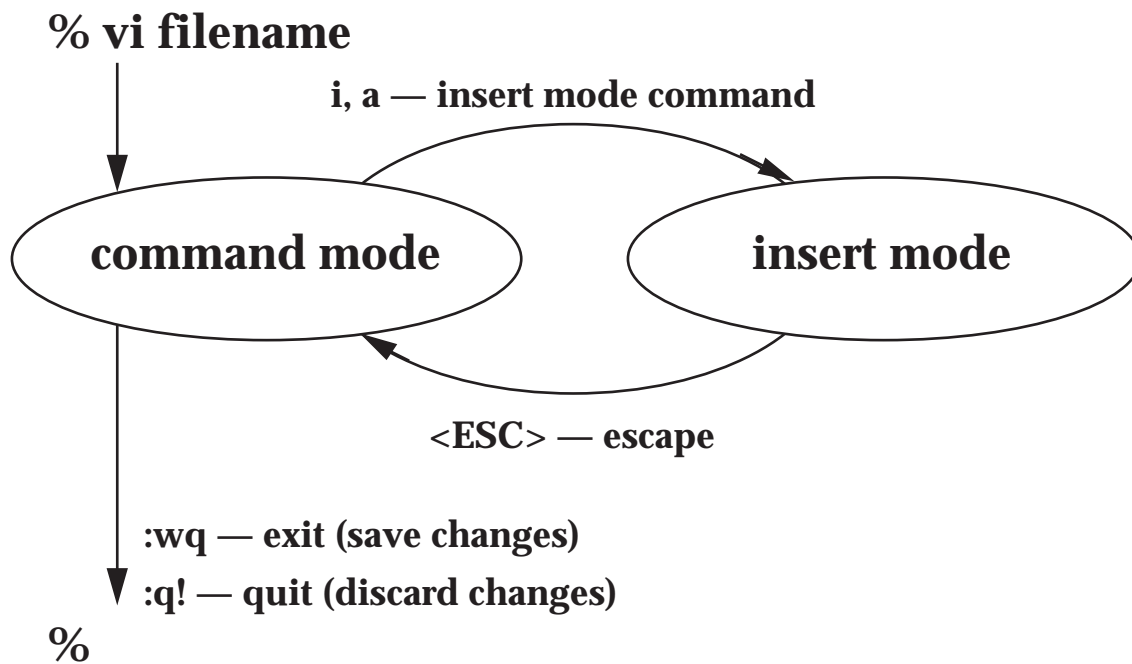 % vi filename
i, a — insert mode command
command mode
insert mode
<ESC> — escape
:wq — exit (save changes)
:q! — quit (discard changes)
%